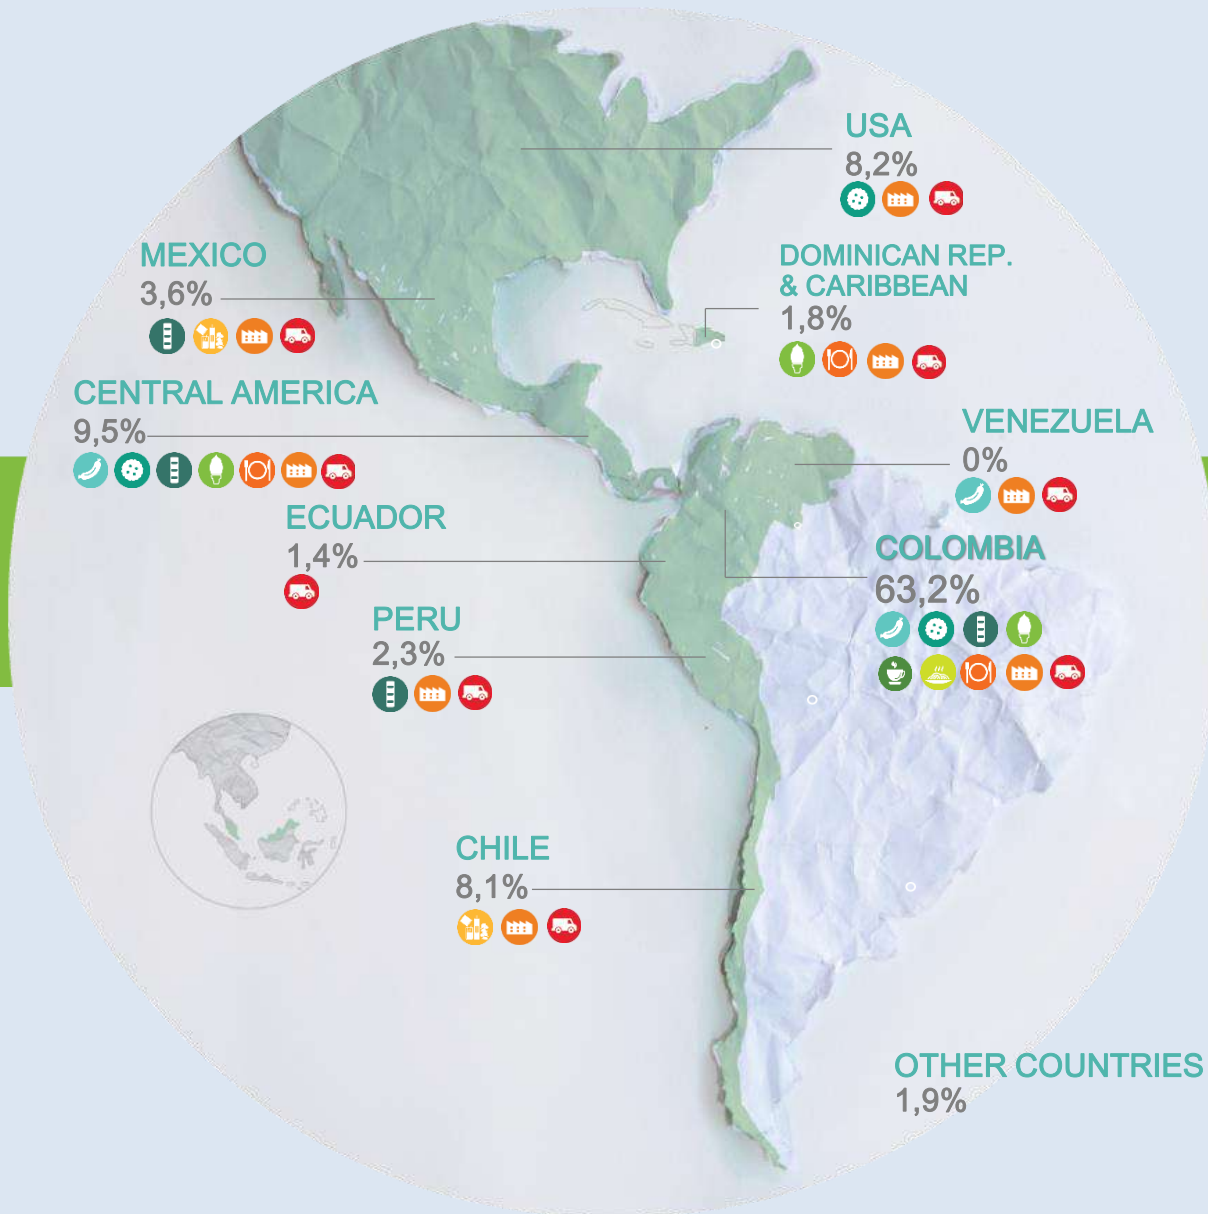 USA
8,2%
MEXICO
3,6%
DOMINICAN REP.
& CARIBBEAN
1,8%
CENTRAL AMERICA
9,5%
VENEZUELA
0%
ECUADOR
1,4%
COLOMBIA
63,2%
PERU
2,3%
CHILE
8,1%
OTHER COUNTRIES
1,9%